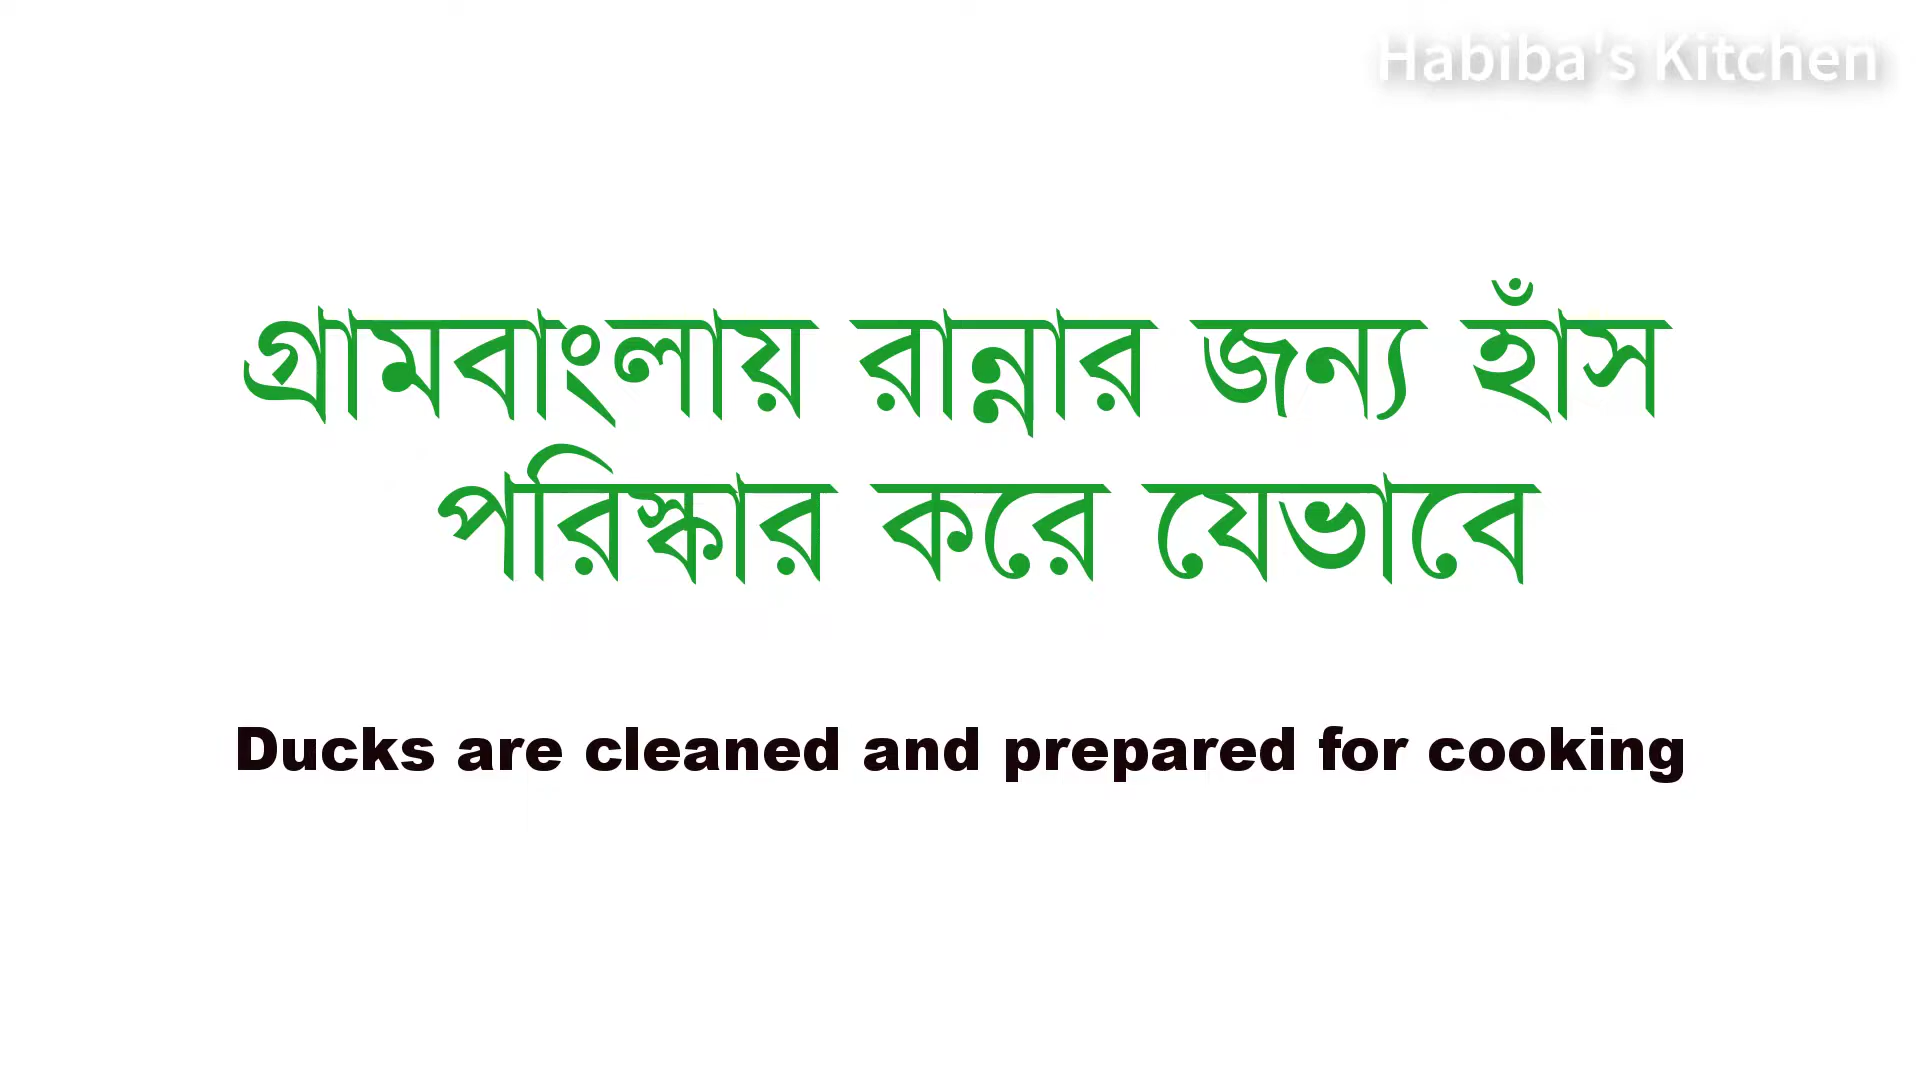 Habiba's Kitchen
গ্রামবাংলায় রান্নার জন্য হাঁস
পরিস্কার করে যেভাবে
Ducks are cleaned and prepared for cooking